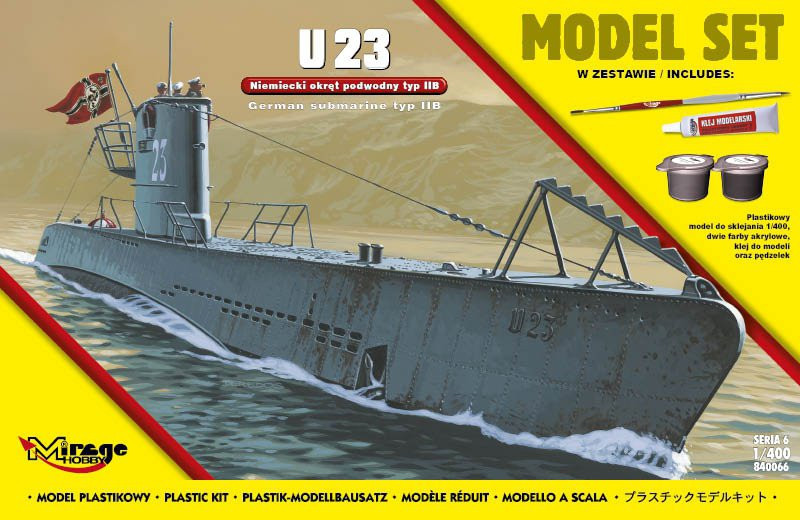 U 23
Niemiecki okręt podwodny typ IIB
German submarine typ IIB
MODEL SET
W ZESTAWIE / INCLUDES:
KLEJ MODELARSKI
Plastikowy
model do sklejania 1/400,
dwie farby akrylowe,
klej do modeli
oraz pędzelek
23
U 23
Mirage
HOBBY
SERIA 6
1/400
840066
· MODEL PLASTIKOWY · PLASTIC KIT · PLASTIK-MODELLBAUSATZ · MODÈLE RÉDUIT · MODELLO A SCALA · プラスチックモデルキット ·